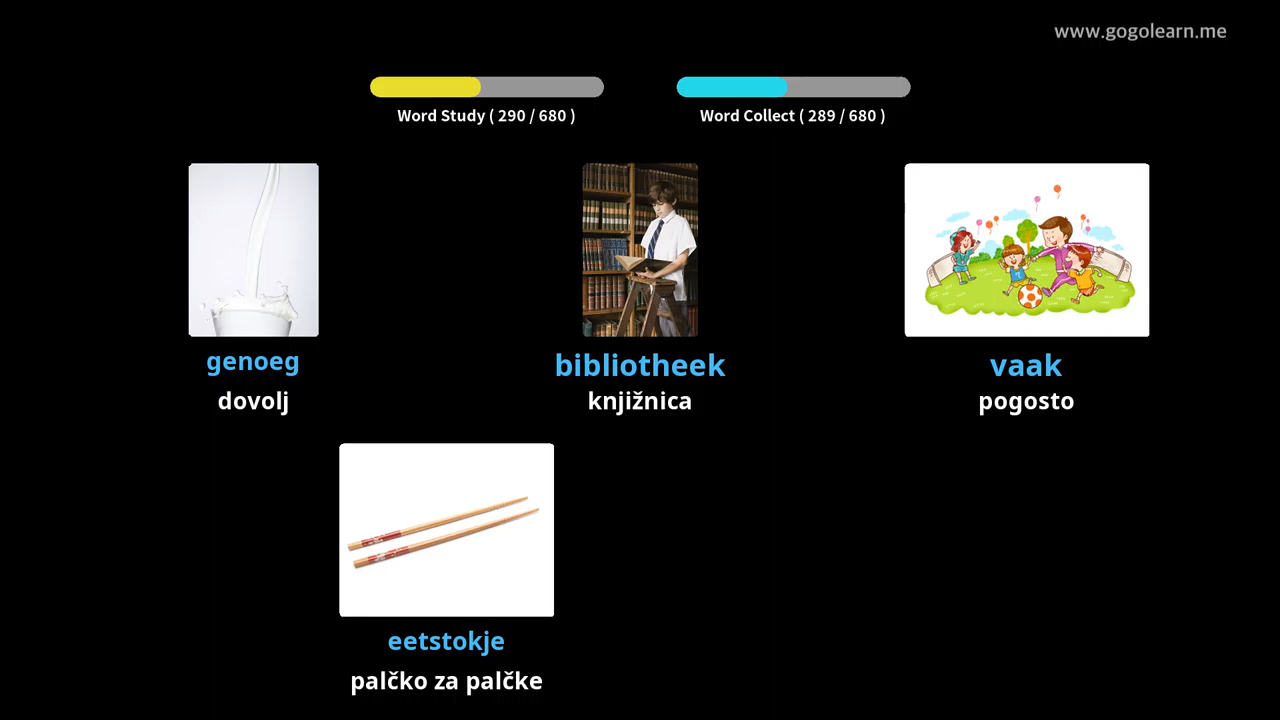 www.gogolearn.me
Word Study ( 290 / 680 )
Word Collect ( 289 / 680 )
genoeg
dovolj
bibliotheek
knjižnica
vaak
pogosto
eetstokje
palčko za palčke